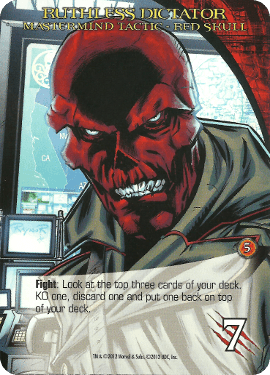 RUTHLESS DICTATOR
MASTERMIND TACTIC - RED SKULL
CA
5
Fight: Look at the top three cards of your deck.
KO one, discard one and put one back on top
of your deck.
7